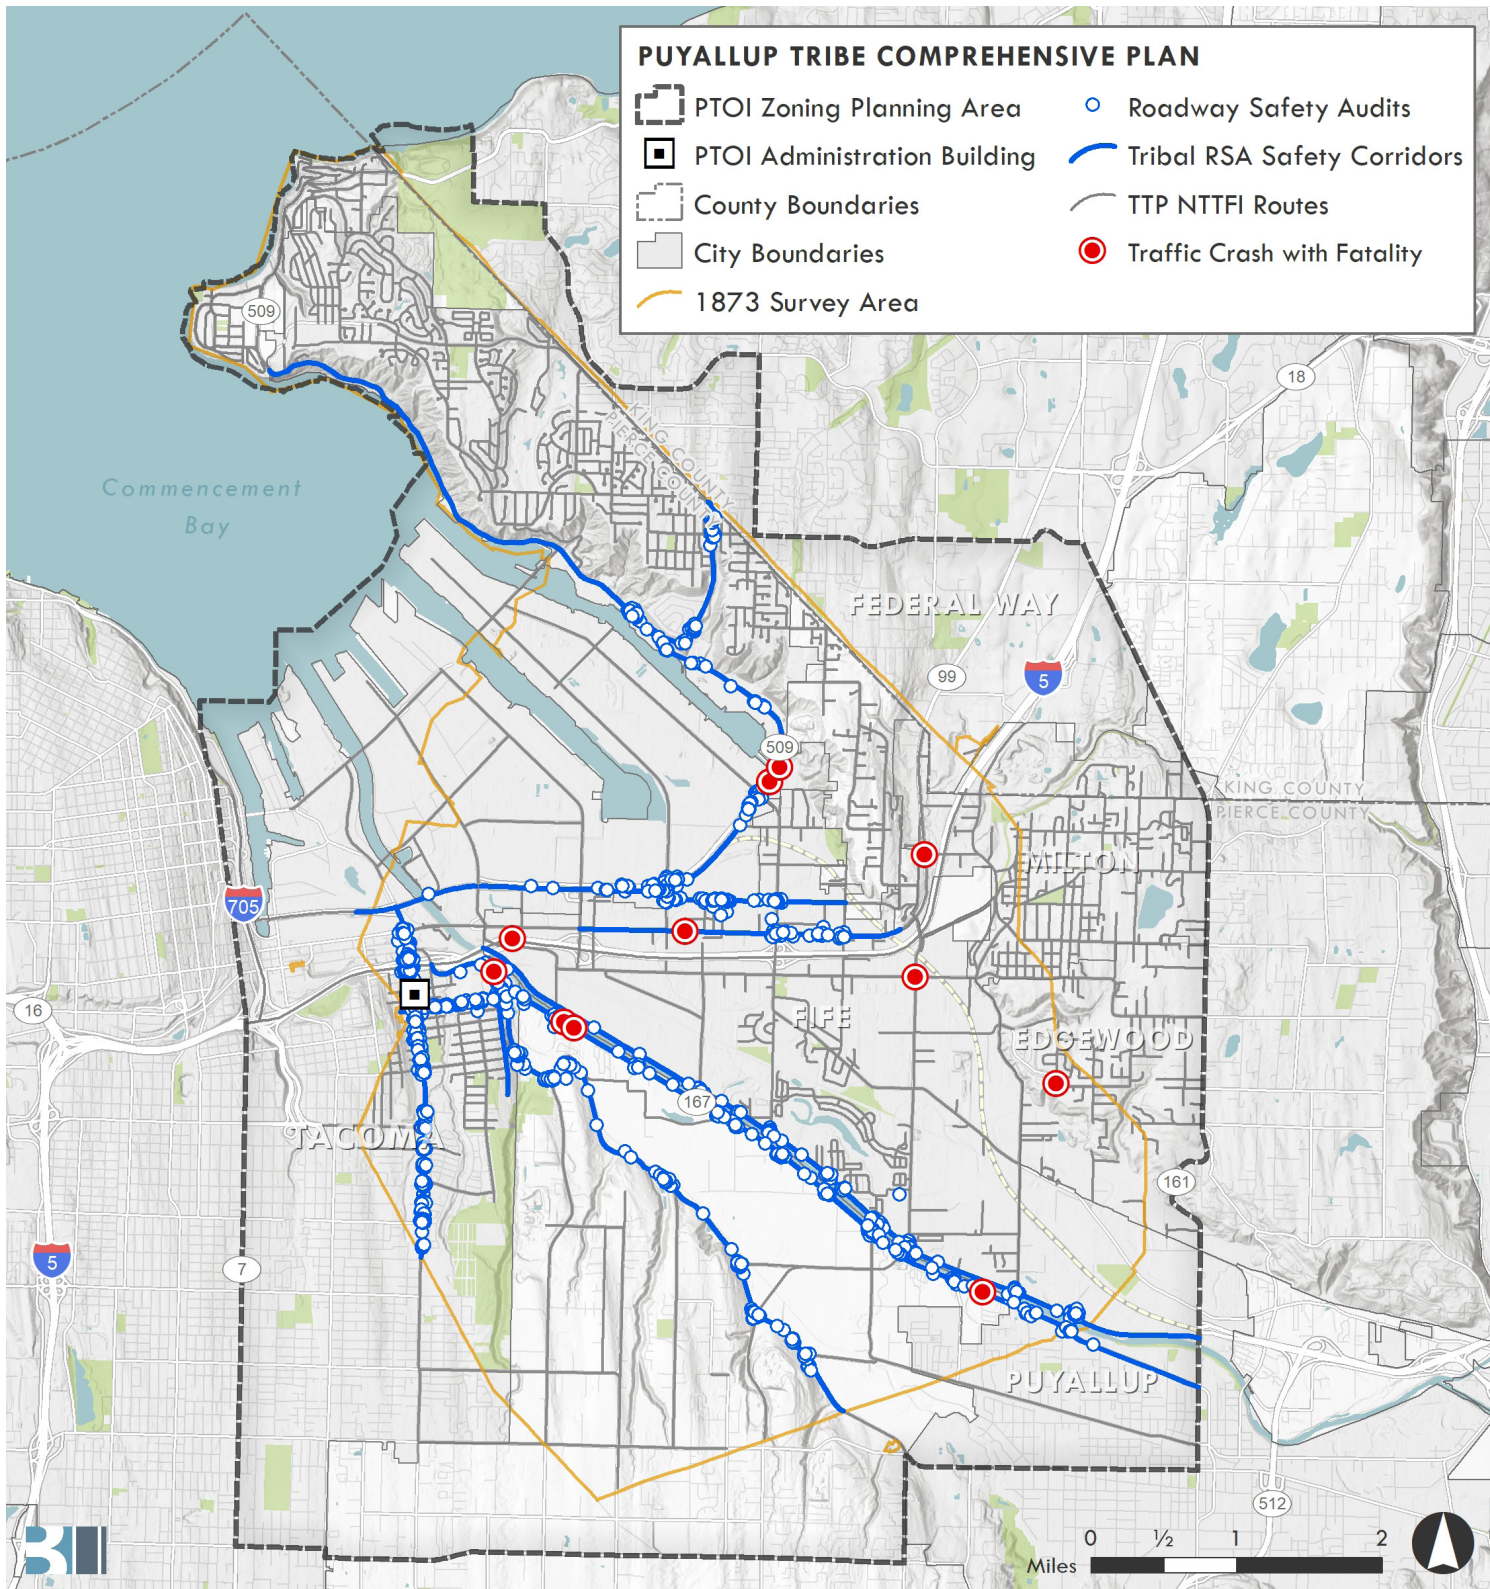 PUYALLUP TRIBE COMPREHENSIVE PLAN
PTOI Zoning Planning Area
PTOI Administration Building
County Boundaries
City Boundaries
1873 Survey Area
Roadway Safety Audits
Tribal RSA Safety Corridors
TTP NTTFI Routes
Traffic Crash with Fatality
509
18
KING COUNTY
PIERCE COUNTY
Commencement
Bay
FEDERAL WAY
99
5
509
KING COUNTY
PIERCE COUNTY
MILTON
705
16
FIFE
EDGEWOOD
167
TACOMA
161
5
7
PUYALLUP
512
0 ½ 1 2
Miles